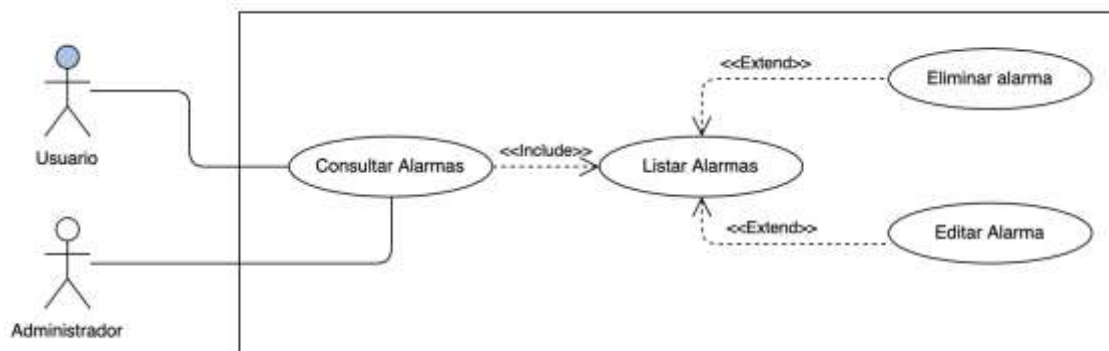 <<Extend>>
Eliminar alarma
Usuario
Consultar Alarmas
<<Include>>
Listar Alarmas
<<Extend>>
Editar Alarma
Administrador